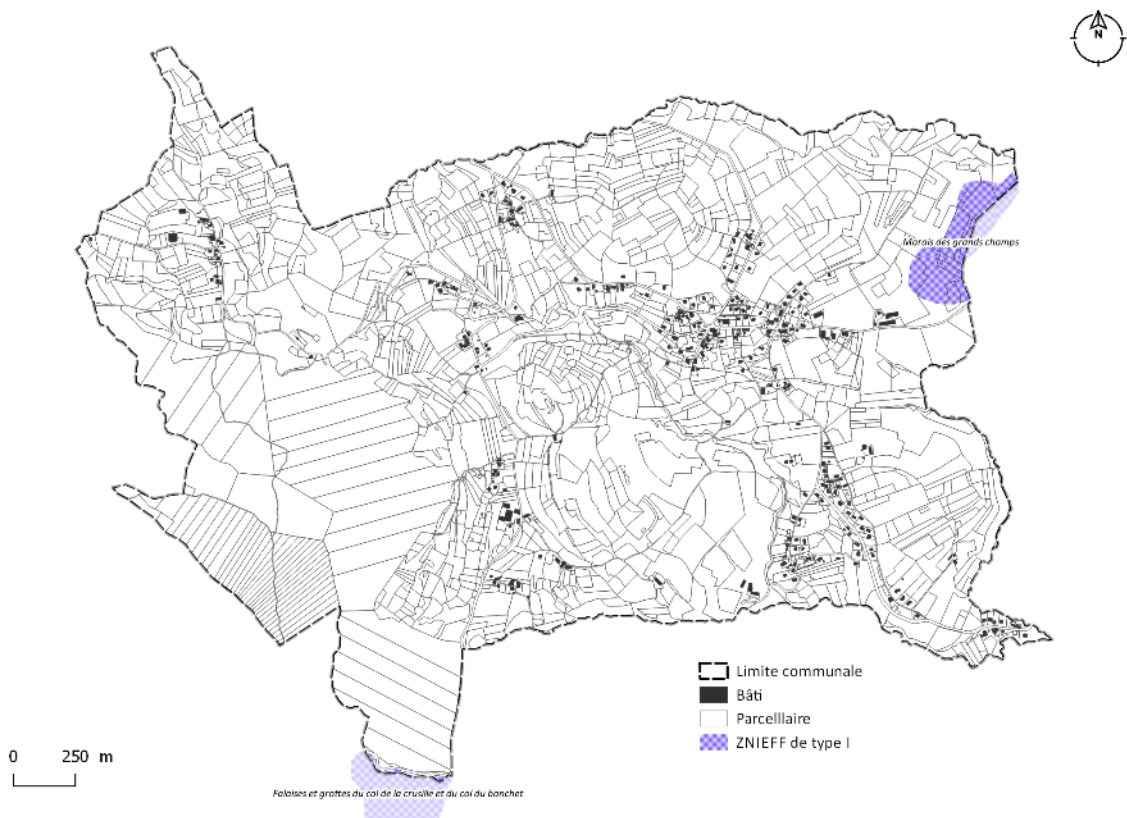 N
Marais des grands champs
Limite communale
Bâti
Parcelllaire
ZNIEFF de type I
0 250 m
Falaises et grottes du col de la crusille et du col du banchet